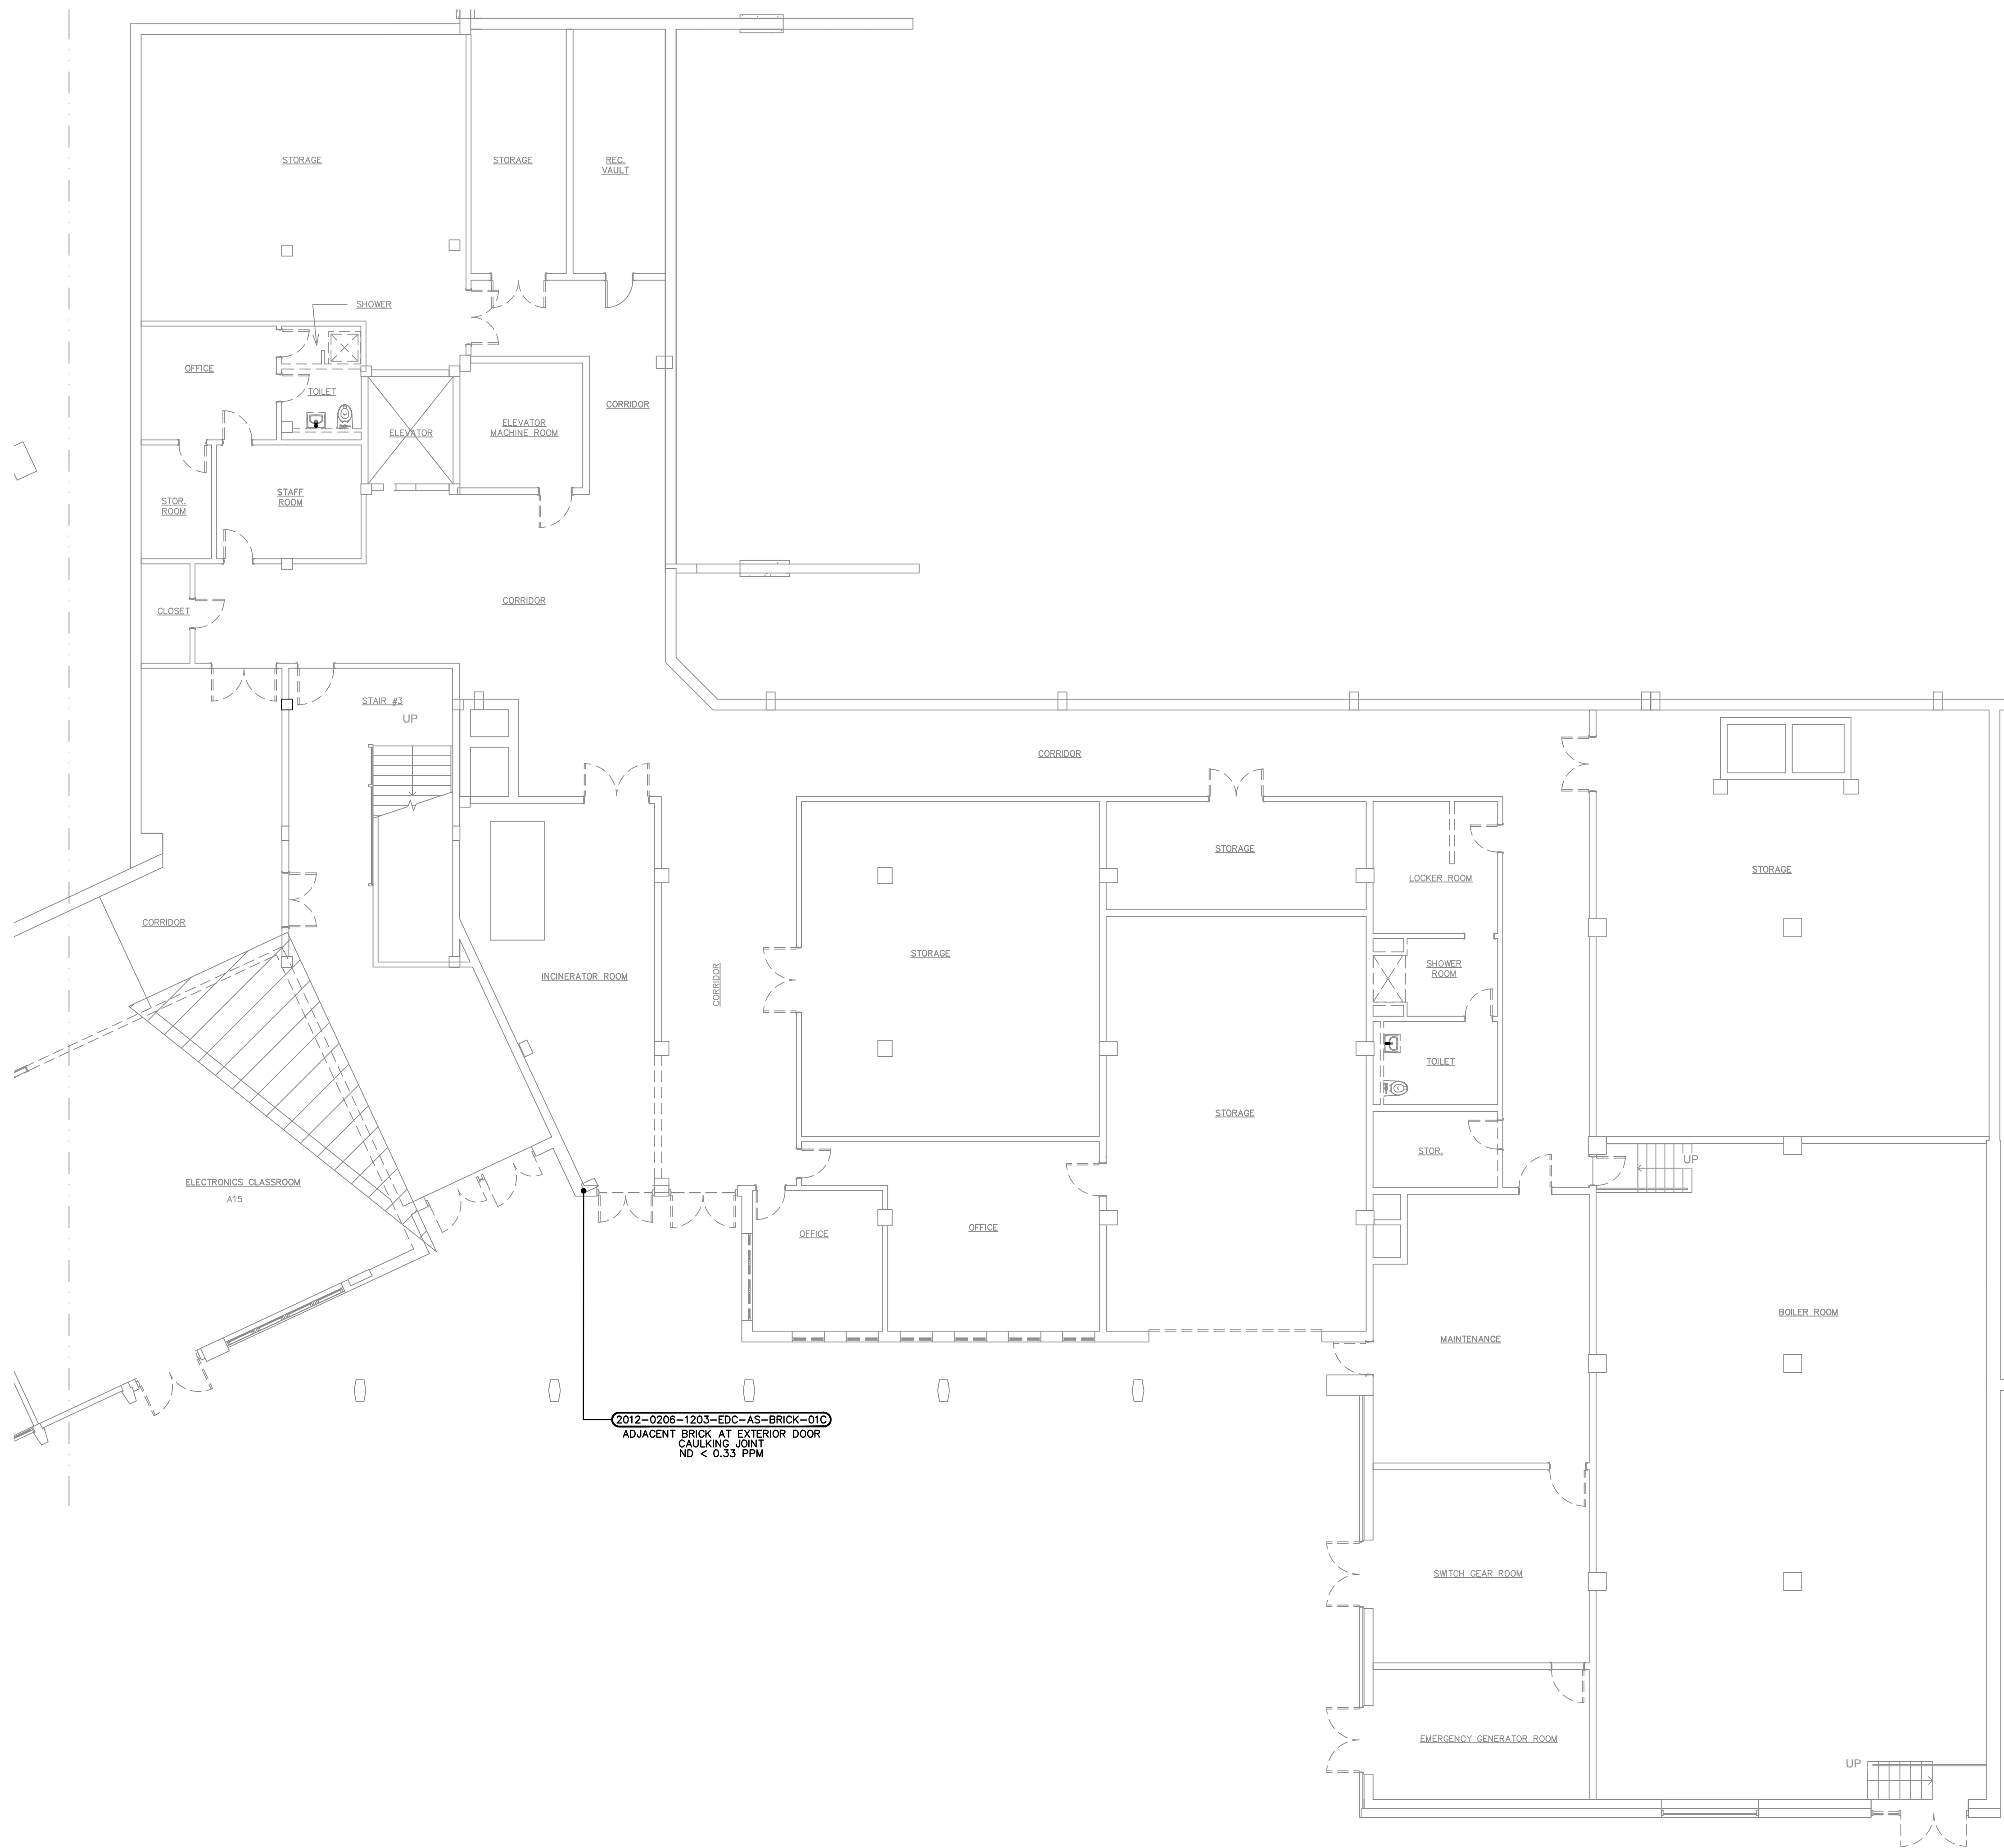 STORAGE
STORAGE
REC.
VAULT
SHOWER
OFFICE
TOILET
CORRIDOR
ELEVATOR
ELEVATOR
MACHINE ROOM
STAFF
ROOM
STOR.
ROOM
CORRIDOR
CLOSET
STAIR #3
UP
CORRIDOR
STORAGE
LOCKER ROOM
STORAGE
CORRIDOR
STORAGE
SHOWER
ROOM
INCINERATOR ROOM
CORRIDOR
TOILET
STORAGE
STOR.
UP
ELECTRONICS CLASSROOM
A15
OFFICE
OFFICE
BOILER ROOM
MAINTENANCE
2012-0206-1203-EDC-AS-BRICK-01C
ADJACENT BRICK AT EXTERIOR DOOR
CAULKING JOINT
ND < 0.33 PPM
SWITCH GEAR ROOM
EMERGENCY GENERATOR ROOM
UP